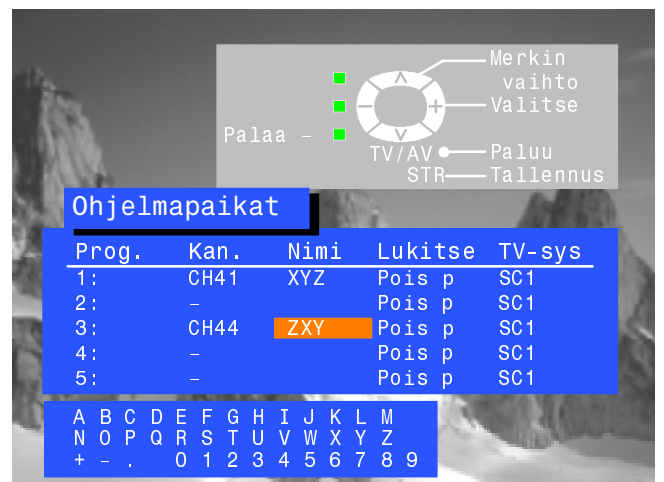 Merkin
vaihto
Valitse
Palaa –
TV/AV Paluu
STR Tallennus
Ohjelmapaikat
Prog. Kan. Nimi Lukitse TV-sys
1: CH41 XYZ Pois p SC1
2: – Pois p SC1
3: CH44 ZXY Pois p SC1
4: – Pois p SC1
5: – Pois p SC1
A B C D E F G H I J K L M
N O P Q R S T U V W X Y Z
+ – . 0 1 2 3 4 5 6 7 8 9